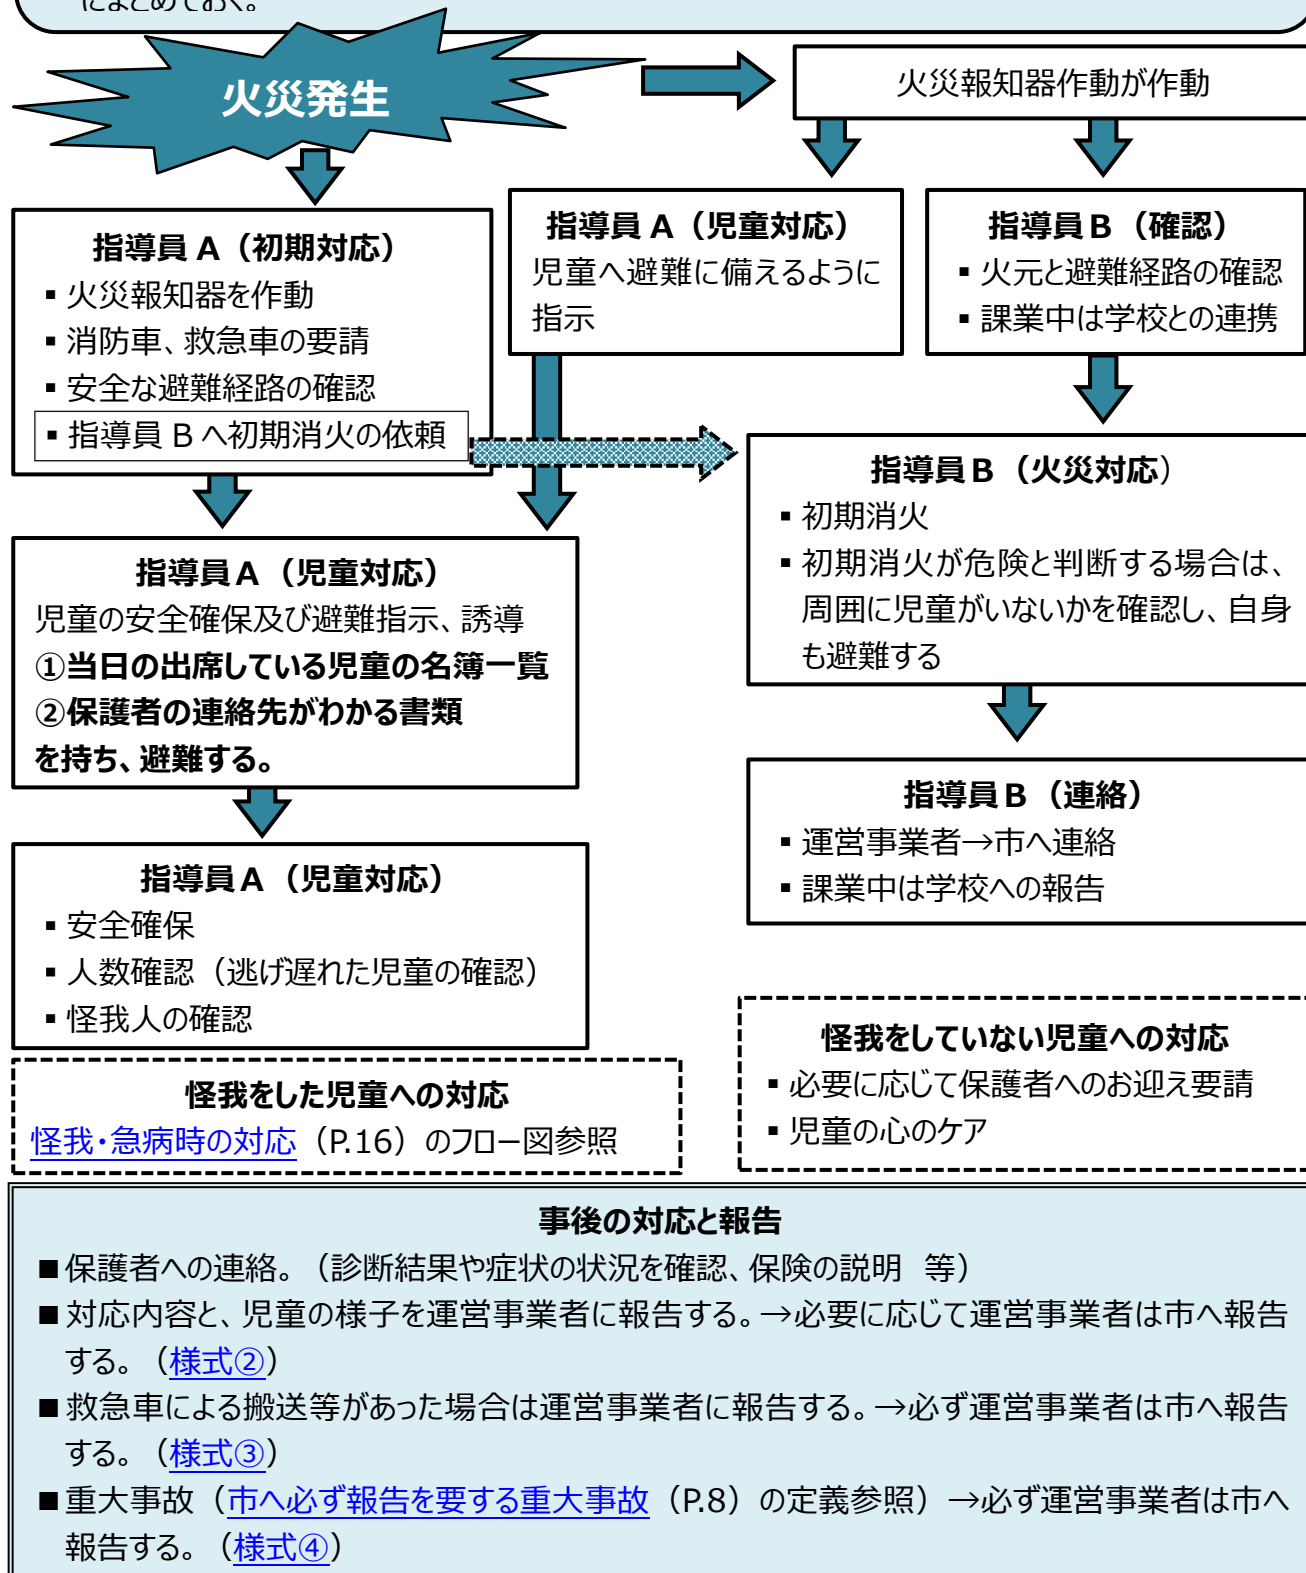 にまとめておく。
火災発生
火災報知器作動が作動
指導員 A（初期対応）
▪ 火災報知器を作動
▪ 消防車、救急車の要請
▪ 安全な避難経路の確認
▪ 指導員 B へ初期消火の依頼
指導員 A（児童対応）
児童へ避難に備えるように
指示
指導員 B（確認）
▪ 火元と避難経路の確認
▪ 課業中は学校との連携
指導員 B（火災対応）
▪ 初期消火
▪ 初期消火が危険と判断する場合は、
周囲に児童がいないかを確認し、自身
も避難する
指導員 A（児童対応）
児童の安全確保及び避難指示、誘導
①当日の出席している児童の名簿一覧
②保護者の連絡先がわかる書類
を持ち、避難する。
指導員 B（連絡）
▪ 運営事業者→市へ連絡
▪ 課業中は学校への報告
指導員 A（児童対応）
▪ 安全確保
▪ 人数確認（逃げ遅れた児童の確認）
▪ 怪我人の確認
怪我をしていない児童への対応
▪ 必要に応じて保護者へのお迎え要請
▪ 児童の心のケア
怪我をした児童への対応
怪我・急病時の対応（P.16）のフロー図参照
事後の対応と報告
■ 保護者への連絡。（診断結果や症状の状況を確認、保険の説明　等）
■ 対応内容と、児童の様子を運営事業者に報告する。→必要に応じて運営事業者は市へ報告
する。（様式②）
■ 救急車による搬送等があった場合は運営事業者に報告する。→必ず運営事業者は市へ報告
する。（様式③）
■ 重大事故（市へ必ず報告を要する重大事故（P.8）の定義参照）→必ず運営事業者は市へ
報告する。（様式④）